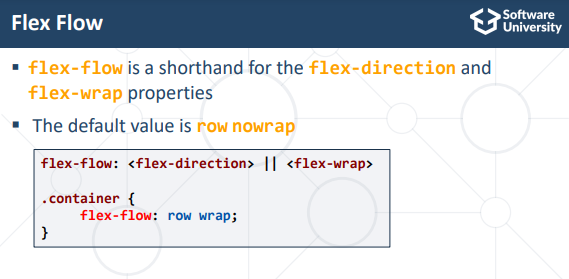 Flex Flow
Software
University
▪ flex-flow is a shorthand for the flex-direction and
flex-wrap properties
▪ The default value is row nowrap
flex-flow: <flex-direction> || <flex-wrap>
.container {
flex-flow: row wrap;
}